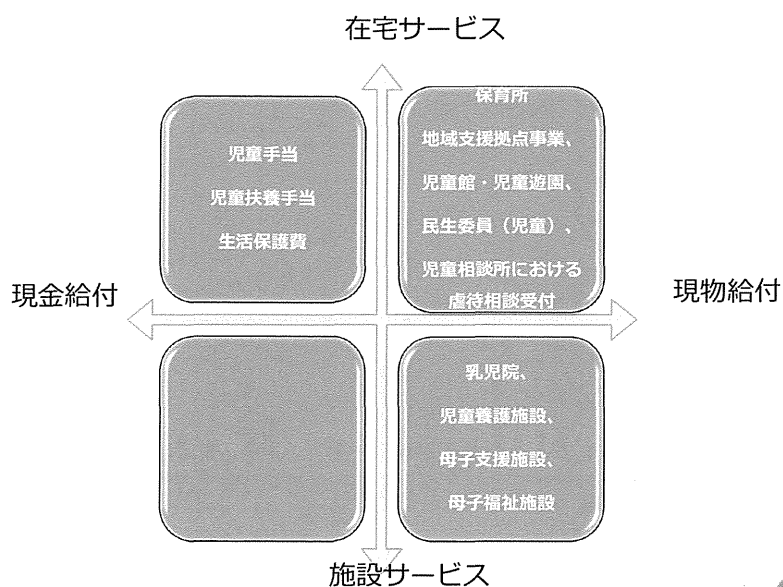 在宅サービス
児童手当
児童扶養手当
生活保護費
保育所
地域支援拠点事業、
児童館・児童遊園、
民生委員（児童）、
児童相談所における
虐待相談受付
現金給付
現物給付
乳児院、
児童養護施設、
母子支援施設、
母子福祉施設
施設サービス